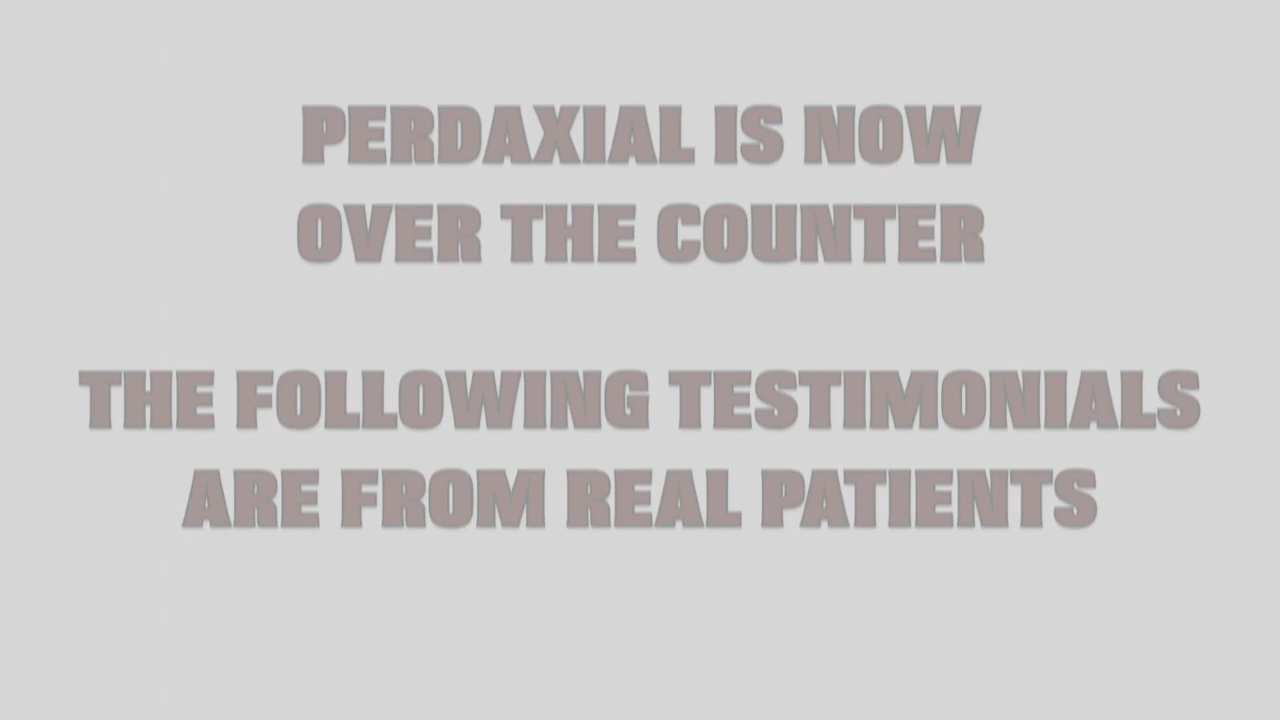 PERDAXIAL IS NOW
OVER THE COUNTER
THE FOLLOWING TESTIMONIALS
ARE FROM REAL PATIENTS